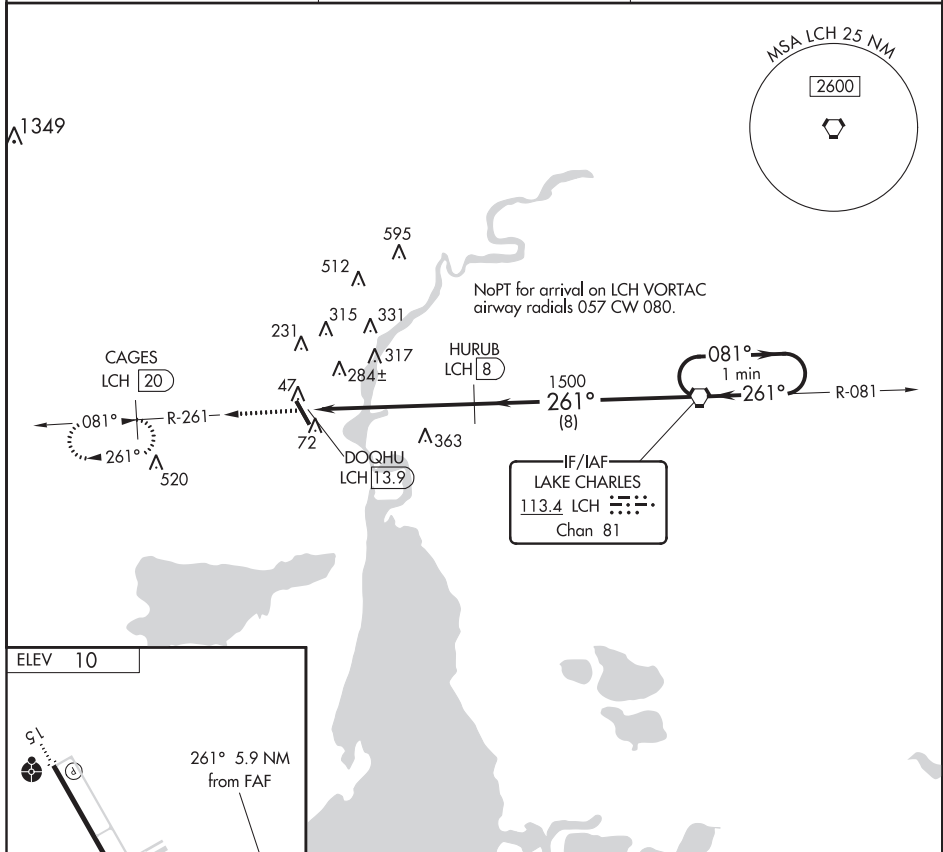 MSA LCH 25 NM
2600
1349
595
512
NoPT for arrival on LCH VORTAC
airway radials 057 CW 080.
315
331
231
317
HURUB
LCH 8
081°
1 min
261°
R-081
CAGES
LCH 20
284±
47
1500
261°
(8)
081°
R-261
261°
72
363
520
DOQHU
LCH 13.9
IF/IAF
LAKE CHARLES
113.4 LCH
Chan 81
ELEV 10
15
P
261° 5.9 NM
from FAF